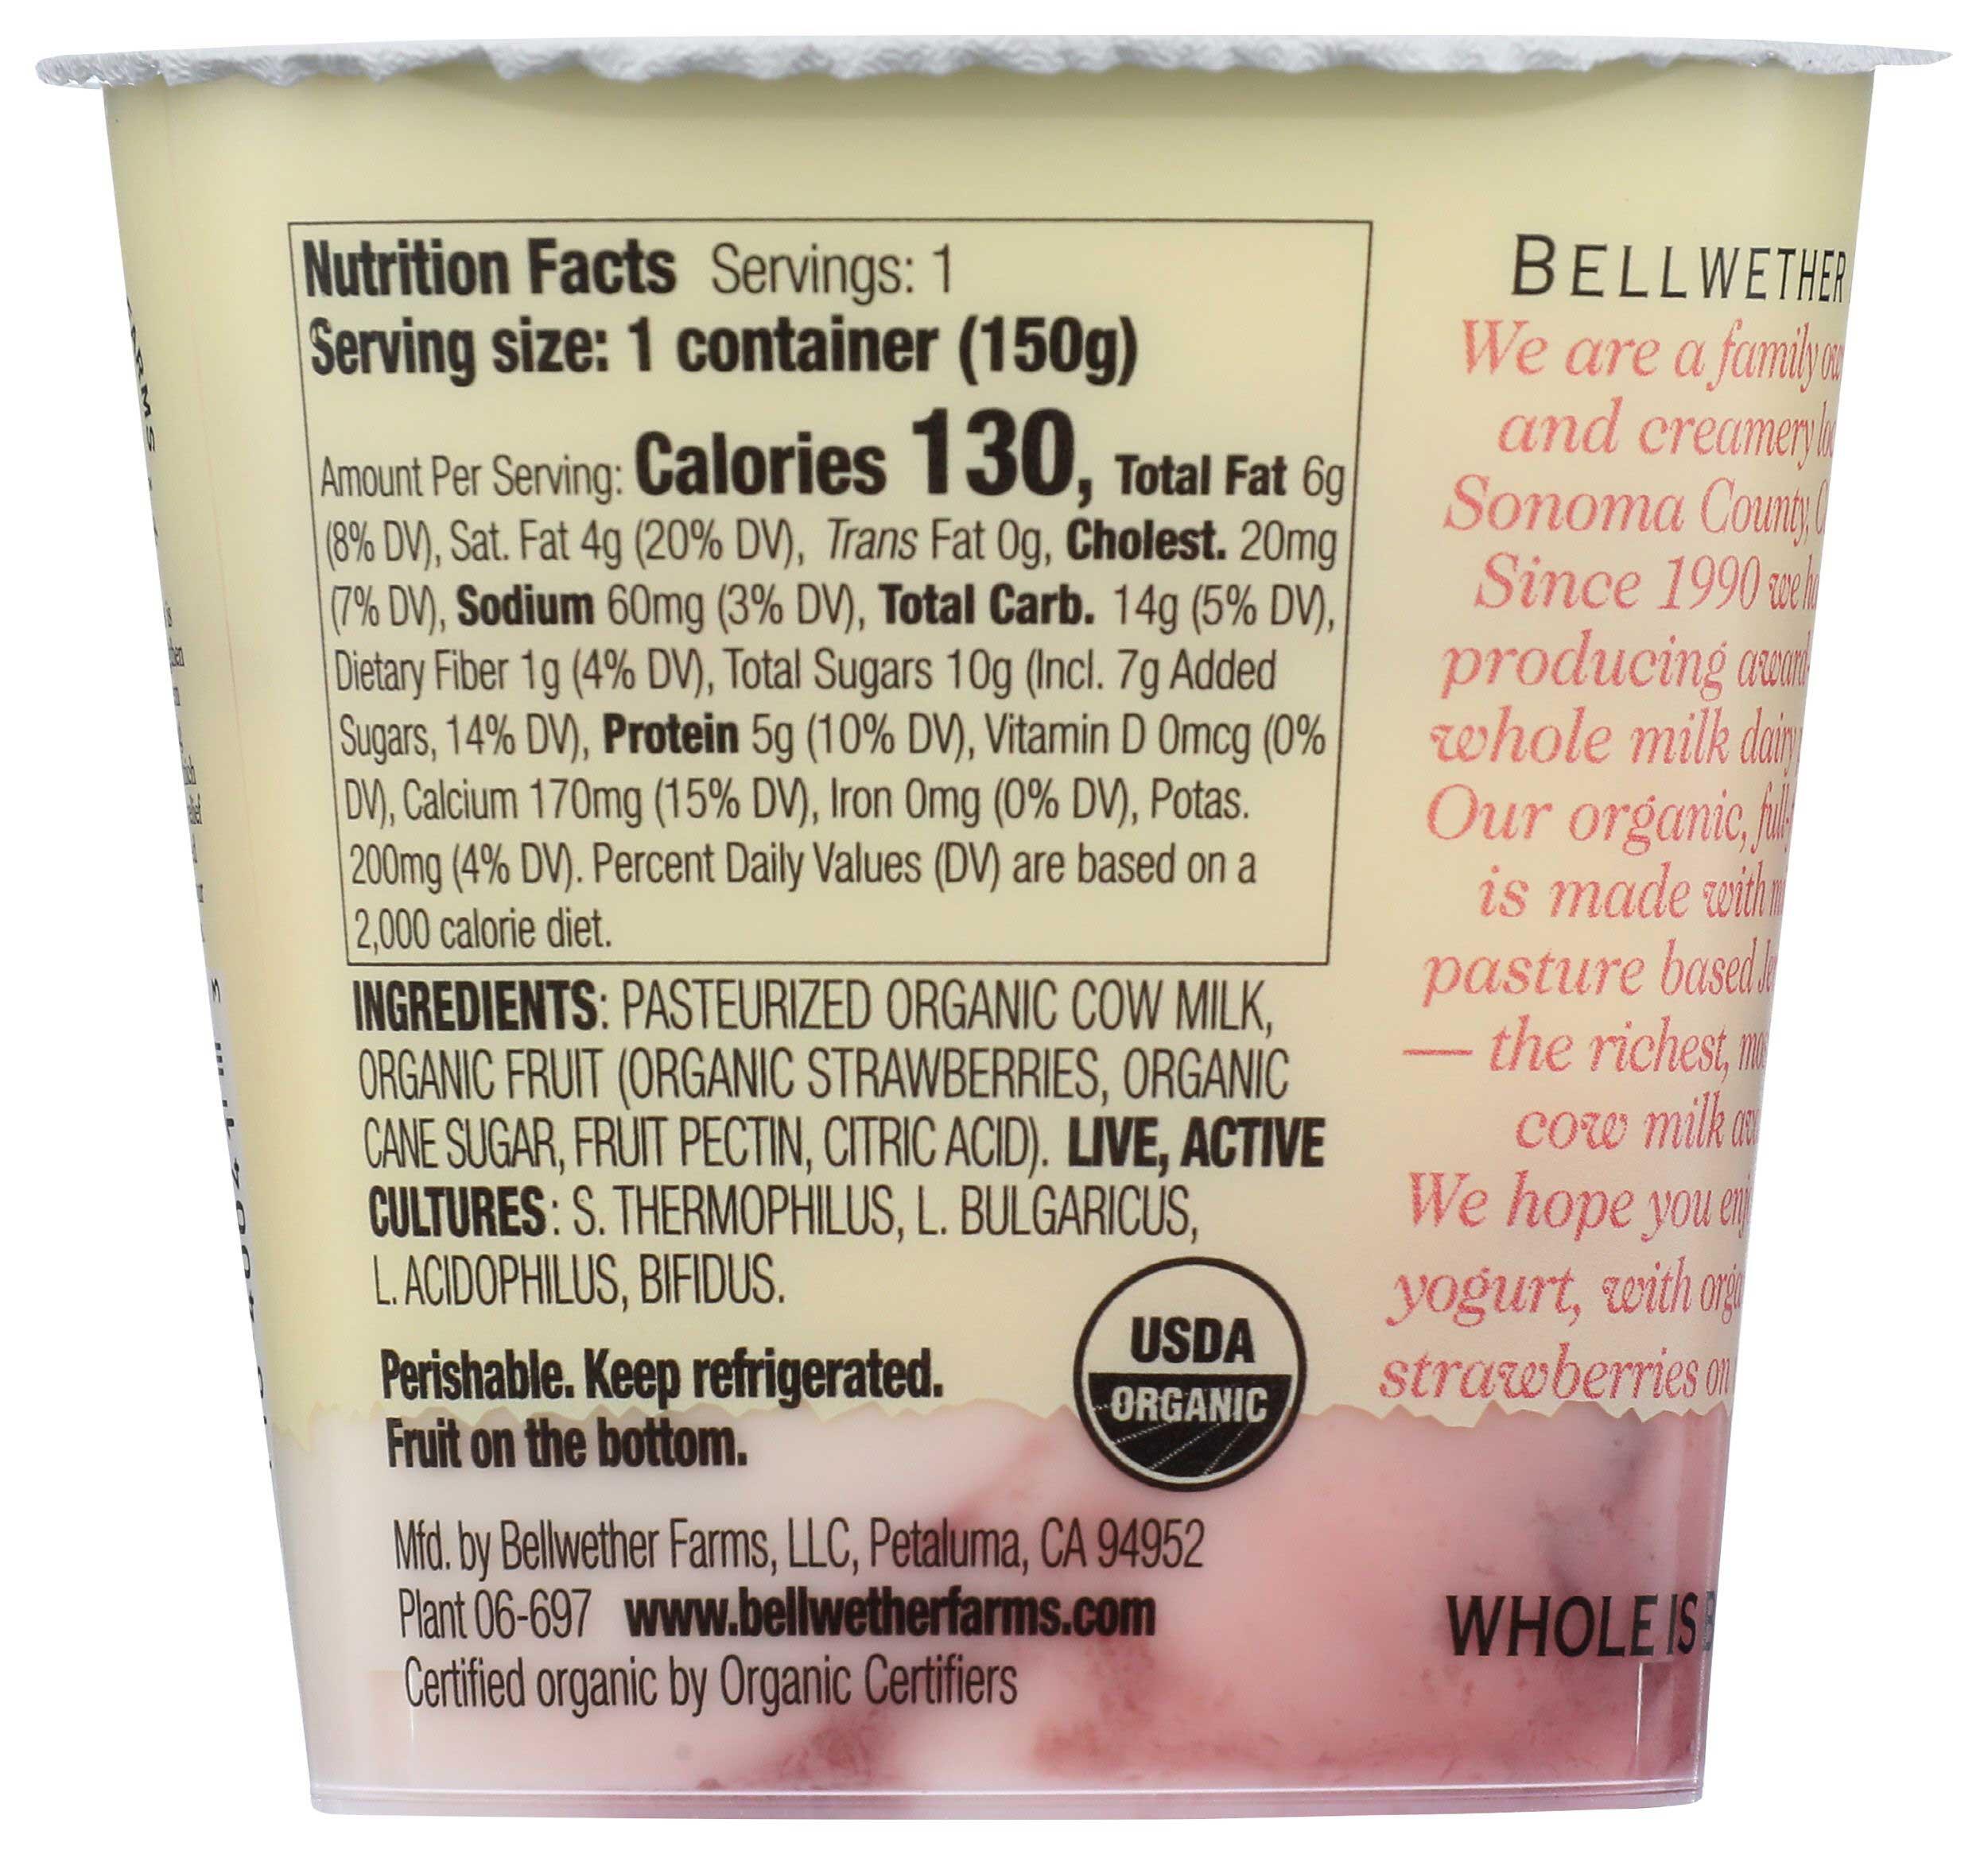 Nutrition Facts Servings: 1
Serving size: 1 container (150g)
Amount Per Serving: Calories 130, Total Fat 6g
(8% DV), Sat. Fat 4g (20% DV), Trans Fat 0g, Cholest. 20mg
(7% DV), Sodium 60mg (3% DV), Total Carb. 14g (5% DV),
Dietary Fiber 1g (4% DV), Total Sugars 10g (Incl. 7g Added
Sugars, 14% DV), Protein 5g (10% DV), Vitamin D 0mcg (0%
DV), Calcium 170mg (15% DV), Iron 0mg (0% DV), Potas.
200mg (4% DV). Percent Daily Values (DV) are based on a
2,000 calorie diet.
INGREDIENTS: PASTEURIZED ORGANIC COW MILK,
ORGANIC FRUIT (ORGANIC STRAWBERRIES, ORGANIC
CANE SUGAR, FRUIT PECTIN, CITRIC ACID). LIVE, ACTIVE
CULTURES: S. THERMOPHILUS, L. BULGARICUS,
L. ACIDOPHILUS, BIFIDUS.
USDA
ORGANIC
Perishable. Keep refrigerated.
Fruit on the bottom.
Mfd. by Bellwether Farms, LLC, Petaluma, CA 94952
Plant 06-697 www.bellwetherfarms.com
Certified organic by Organic Certifiers
BELLWETHER
We are a family
and creamery
Sonoma County,
Since 1990 we
producing award
whole milk dairy
Our organic,
is made with
pasture based
— the richest,
cow milk
We hope you
yogurt, with
strawberries on
WHOLE IS